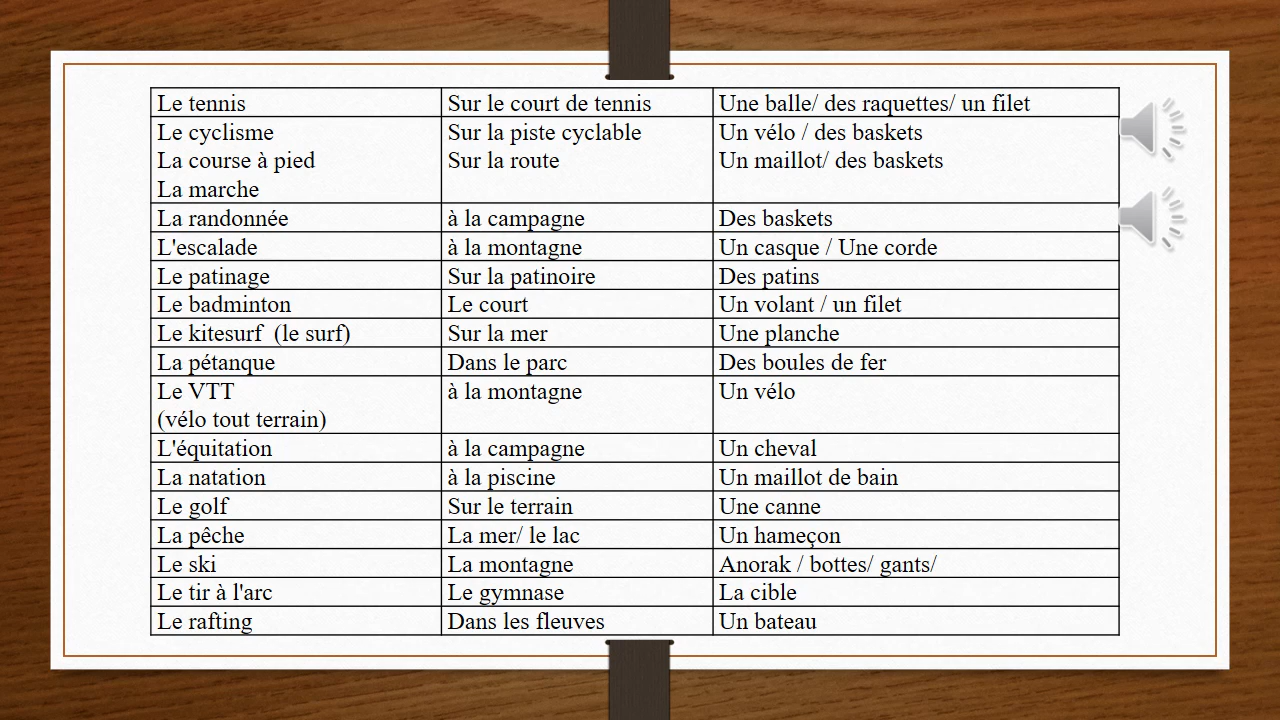 Le tennis Sur le court de tennis Une balle/ des raquettes/ un filet
Le cyclisme Sur la piste cyclable Un vélo / des baskets
La course à pied Sur la route Un maillot/ des baskets
La marche
La randonnée à la campagne Des baskets
L'escalade à la montagne Un casque / Une corde
Le patinage Sur la patinoire Des patins
Le badminton Le court Un volant / un filet
Le kitesurf (le surf) Sur la mer Une planche
La pétanque Dans le parc Des boules de fer
Le VTT à la montagne Un vélo
(vélo tout terrain)
L'équitation à la campagne Un cheval
La natation à la piscine Un maillot de bain
Le golf Sur le terrain Une canne
La pêche La mer/ le lac Un hameçon
Le ski La montagne Anorak / bottes/ gants/
Le tir à l'arc Le gymnase La cible
Le rafting Dans les fleuves Un bateau